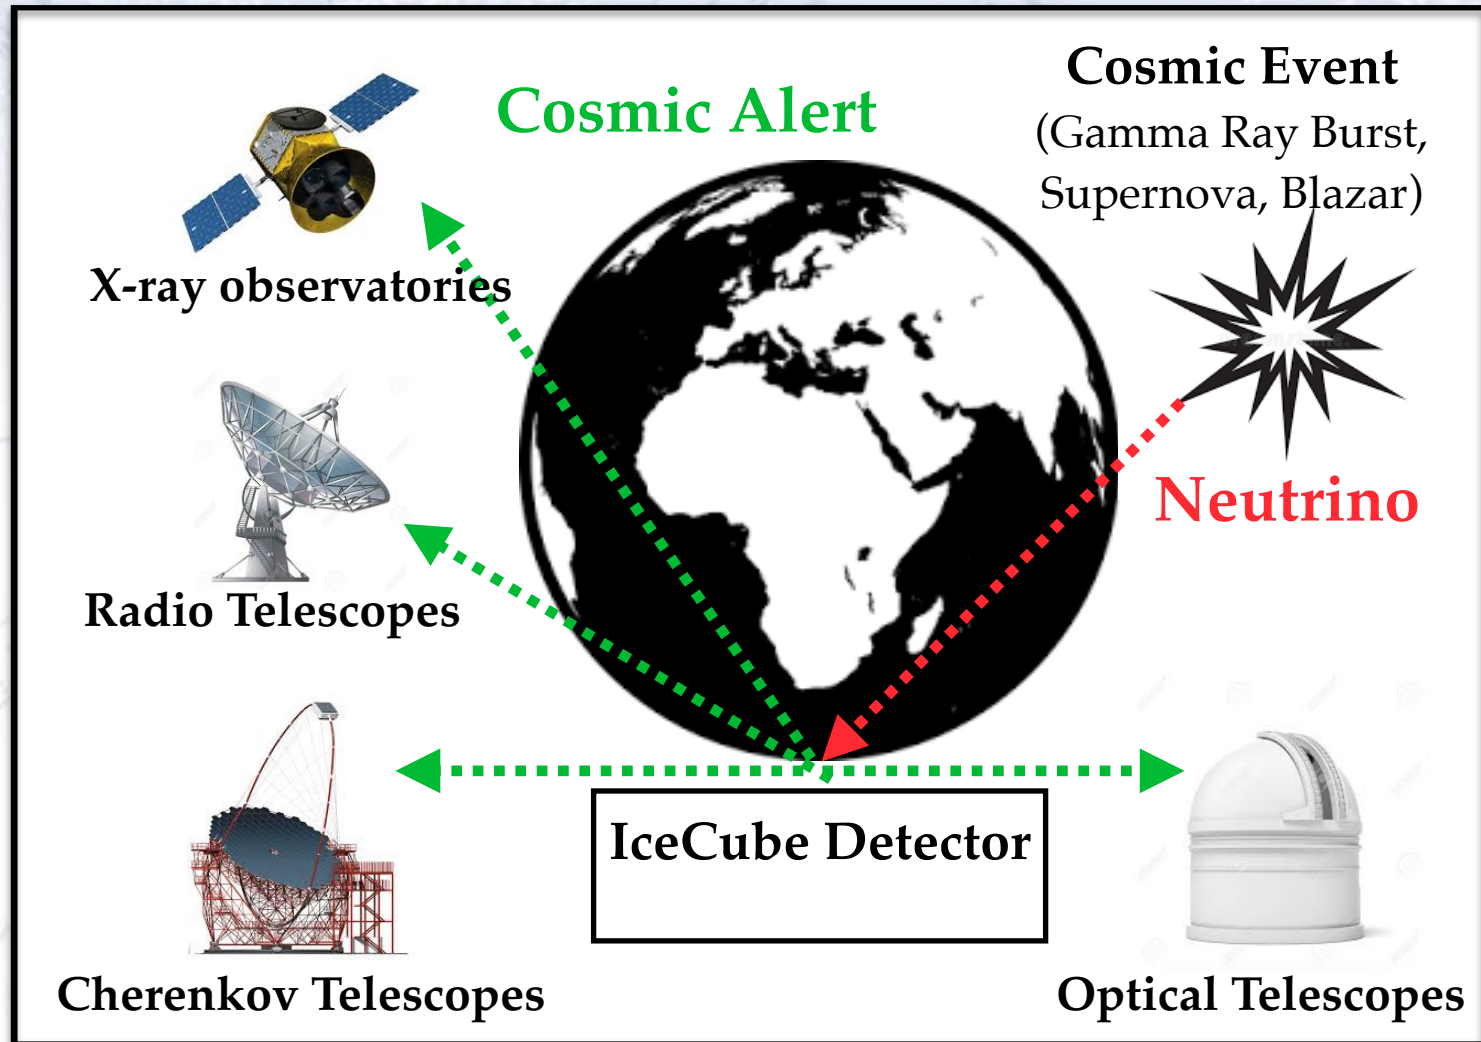 Cosmic Alert
Cosmic Event
(Gamma Ray Burst,
Supernova, Blazar)
X-ray observatories
Neutrino
Radio Telescopes
IceCube Detector
Cherenkov Telescopes
Optical Telescopes